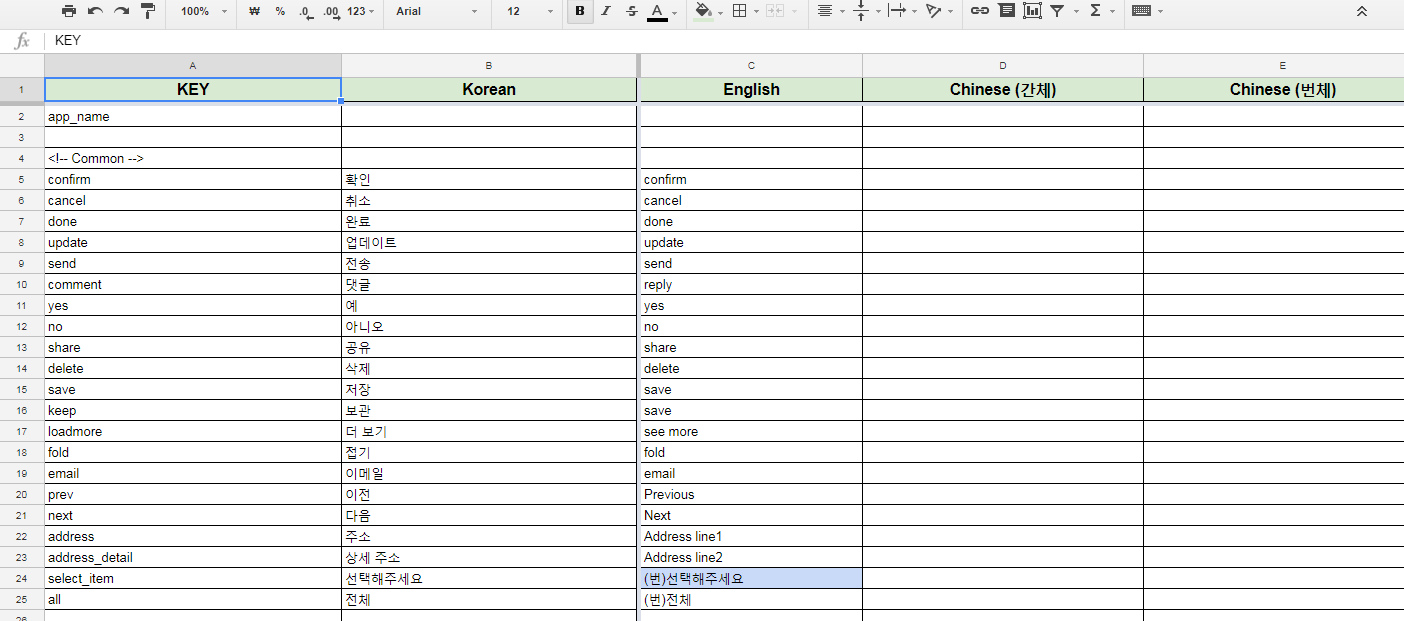 100% ₩ % .0 .00 123 Arial 12 B I S A Σ
fx KEY
A B C D E
1 KEY Korean English Chinese (간체) Chinese (번체)
2 app_name
3
4 <!-- Common -->
5 confirm 확인 confirm
6 cancel 취소 cancel
7 done 완료 done
8 update 업데이트 update
9 send 전송 send
10 comment 댓글 reply
11 yes 예 yes
12 no 아니오 no
13 share 공유 share
14 delete 삭제 delete
15 save 저장 save
16 keep 보관 save
17 loadmore 더 보기 see more
18 fold 접기 fold
19 email 이메일 email
20 prev 이전 Previous
21 next 다음 Next
22 address 주소 Address line1
23 address_detail 상세 주소 Address line2
24 select_item 선택해주세요 (번)선택해주세요
25 all 전체 (번)전체
26